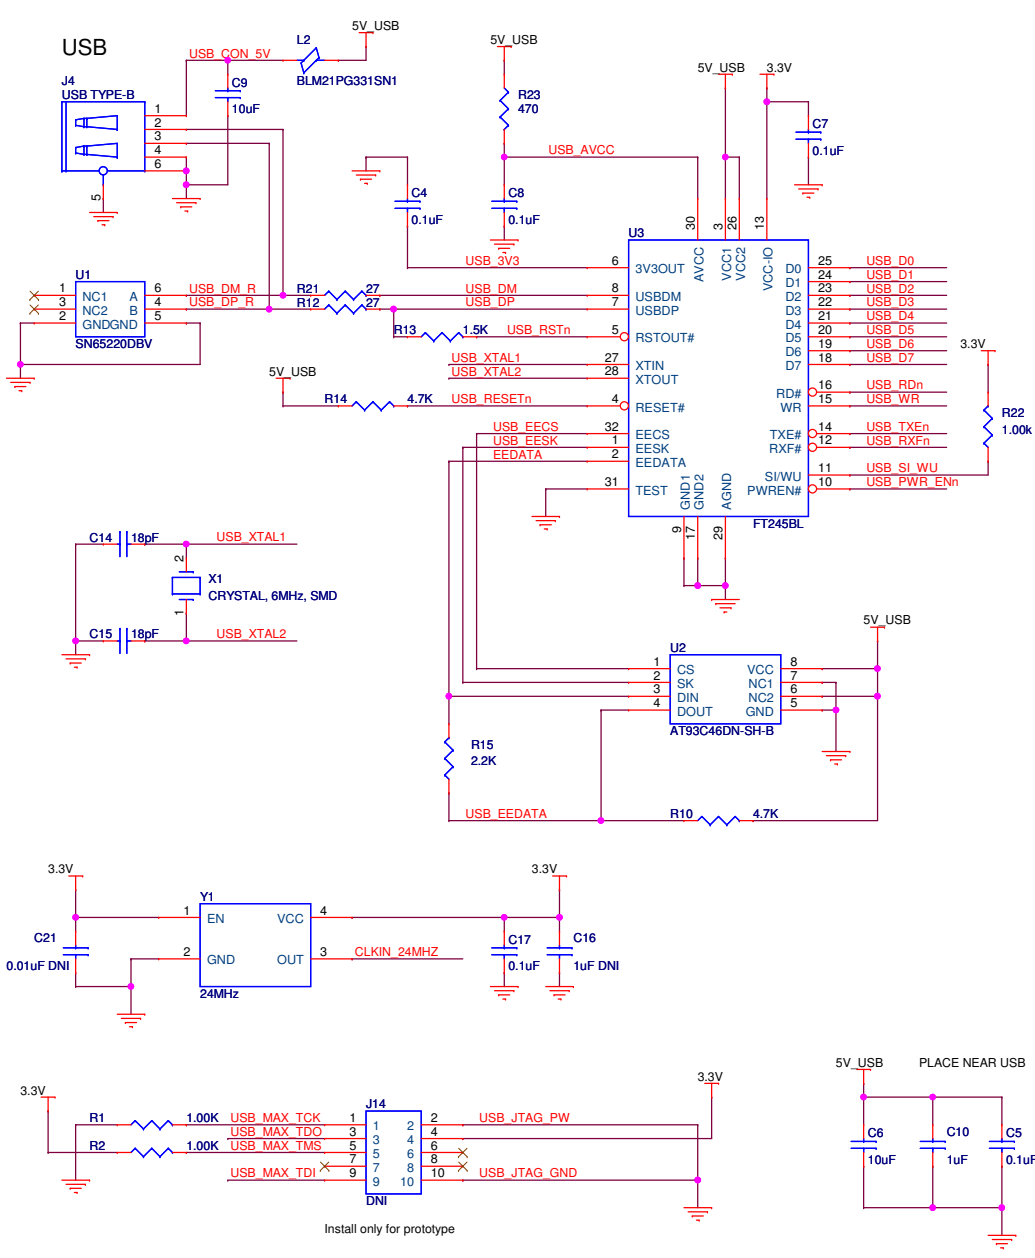 USB
J4
USB TYPE-B
1
2
3
4
6
5
USB_CON_5V
C9
10uF
L2
BLM21PG331SN1
5V_USB
5V_USB
R23
470
USB_AVCC
C4
0.1uF
C8
0.1uF
5V_USB
3.3V
C7
0.1uF
U1
1
3
2
NC1
NC2
GND
GND
A
B
6
4
5
SN65220DBV
USB_DM_R
USB_DP_R
R21
27
R12
27
USB_3V3
USB_DM
USB_DP
R13
1.5K
USB_RSTn
USB_XTAL1
USB_XTAL2
5V_USB
R14
4.7K
USB_RESETn
USB_EECS
USB_EESK
EEDATA
U3
30
3
26
13
AVCC
VCC1
VCC2
VCC-IO
6
3V3OUT
8
USBDM
7
USBDP
5
RSTOUT#
27
XTIN
28
XTOUT
4
RESET#
32
EECS
1
EESK
2
EEDATA
31
TEST
GND1
GND2
AGND
9
17
29
FT245BL
D0
25
USB_D0
D1
24
USB_D1
D2
23
USB_D2
D3
22
USB_D3
D4
21
USB_D4
D5
20
USB_D5
D6
19
USB_D6
D7
18
USB_D7
RD#
16
USB_RDn
WR
15
USB_WR
TXE#
14
USB_TXEn
RXF#
12
USB_RXFn
SI/WU
11
USB_SI_WU
PWREN#
10
USB_PWR_ENn
3.3V
R22
1.00k
C14
18pF
USB_XTAL1
2
X1
CRYSTAL, 6MHz, SMD
1
C15
18pF
USB_XTAL2
5V_USB
U2
1
CS
2
SK
3
DIN
4
DOUT
VCC
8
NC1
7
NC2
6
GND
5
AT93C46DN-SH-B
R15
2.2K
USB_EEDATA
R10
4.7K
3.3V
C21
0.01uF DNI
Y1
1
EN
2
GND
VCC
4
OUT
3
24MHz
CLKIN_24MHZ
3.3V
C17
0.1uF
C16
1uF DNI
3.3V
R1
1.00K
R2
1.00K
USB_MAX_TCK
USB_MAX_TDO
USB_MAX_TMS
USB_MAX_TDI
J14
1
3
5
7
9
1
3
5
7
9
2
4
6
8
10
2
4
6
8
10
DNI
USB_JTAG_PW
USB_JTAG_GND
3.3V
Install only for prototype
5V_USB
PLACE NEAR USB
C6
10uF
C10
1uF
C5
0.1uF